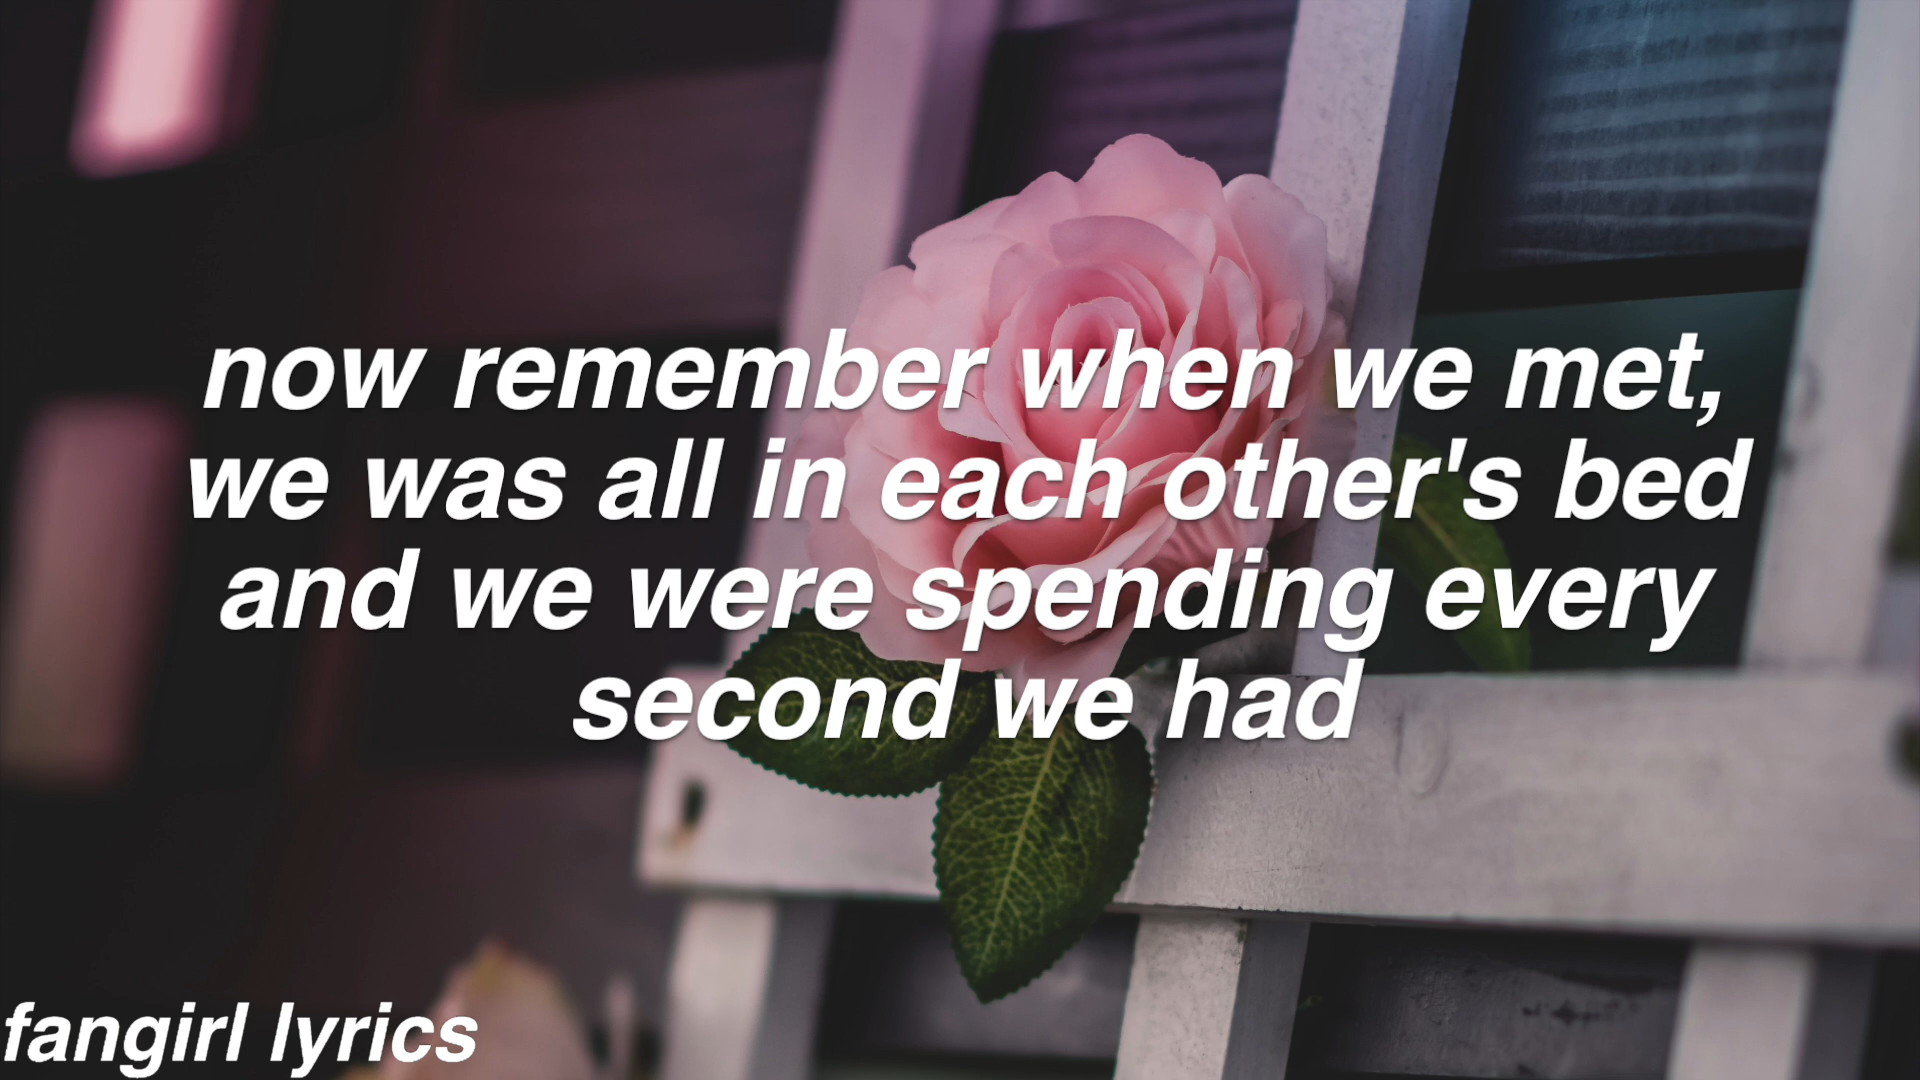 now remember when we met,
we was all in each other's bed
and we were spending every
second we had
fangirl lyrics